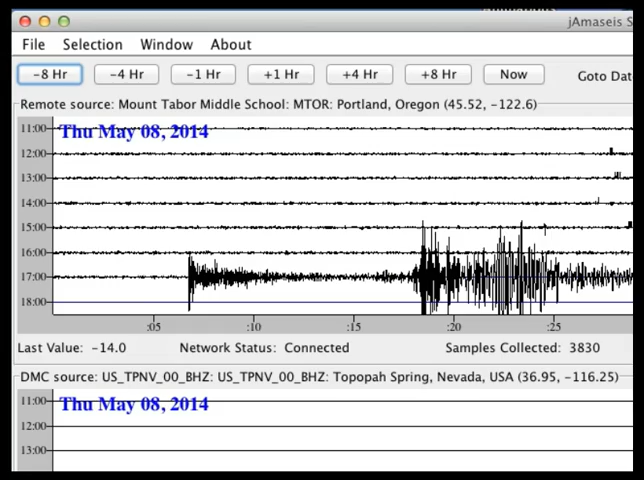 jAmaseis S
File Selection Window About
-8 Hr -4 Hr -1 Hr +1 Hr +4 Hr +8 Hr Now Goto Dat
Remote source: Mount Tabor Middle School: MTOR: Portland, Oregon (45.52, -122.6)
11:00
Thu May 08, 2014
12:00
13:00
14:00
15:00
16:00
17:00
18:00
:05 :10 :15 :20 :25
Last Value: -14.0 Network Status: Connected Samples Collected: 3830
DMC source: US_TPNV_00_BHZ: US_TPNV_00_BHZ: Topopah Spring, Nevada, USA (36.95, -116.25)
11:00
Thu May 08, 2014
12:00
13:00